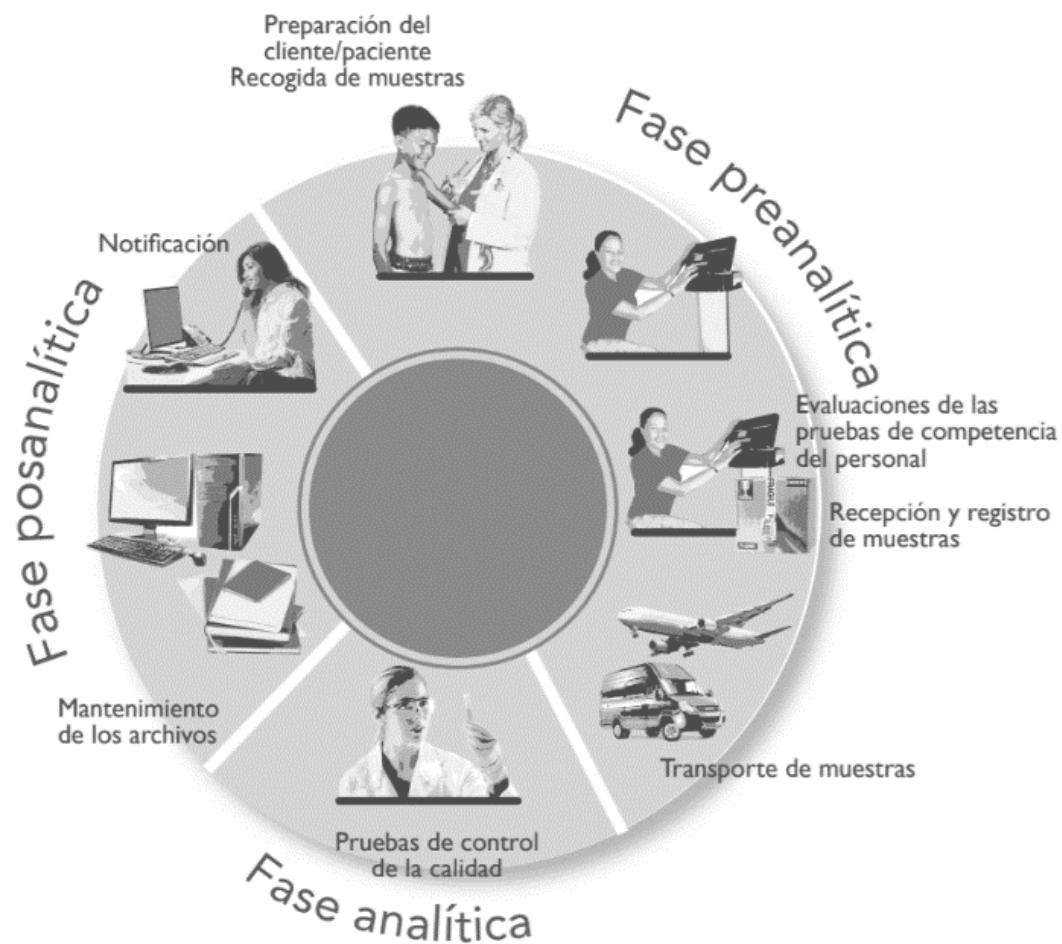 Preparación del
cliente/paciente
Recogida de muestras
Fase preanalítica
Evaluaciones de las
pruebas de competencia
del personal
Recepción y registro
de muestras
Transporte de muestras
Pruebas de control
de la calidad
Fase analítica
Mantenimiento
de los archivos
Fase posanalítica
Notificación
FRAGILE